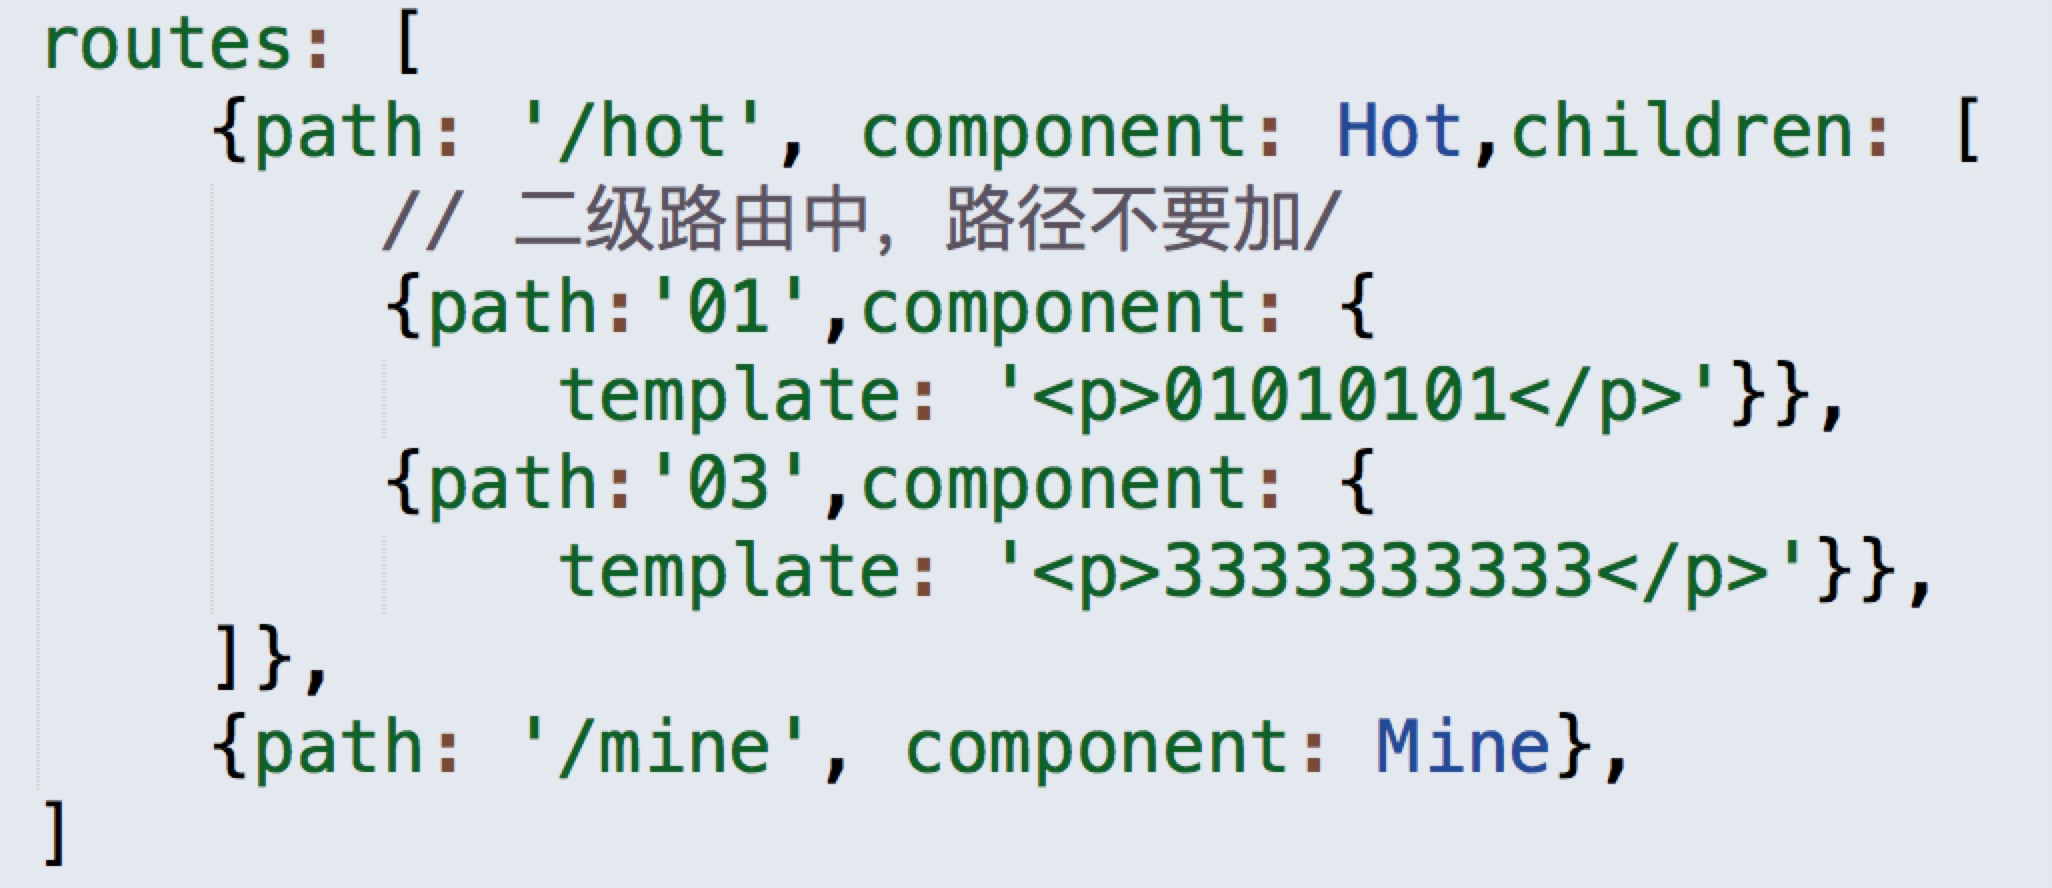 routes: [
    {path: '/hot', component: Hot,children: [
        // 二级路由中，路径不要加/
        {path:'01',component: {
            template: '<p>01010101</p>'}},
        {path:'03',component: {
            template: '<p>3333333333</p>'}},
    ]},
    {path: '/mine', component: Mine},
]